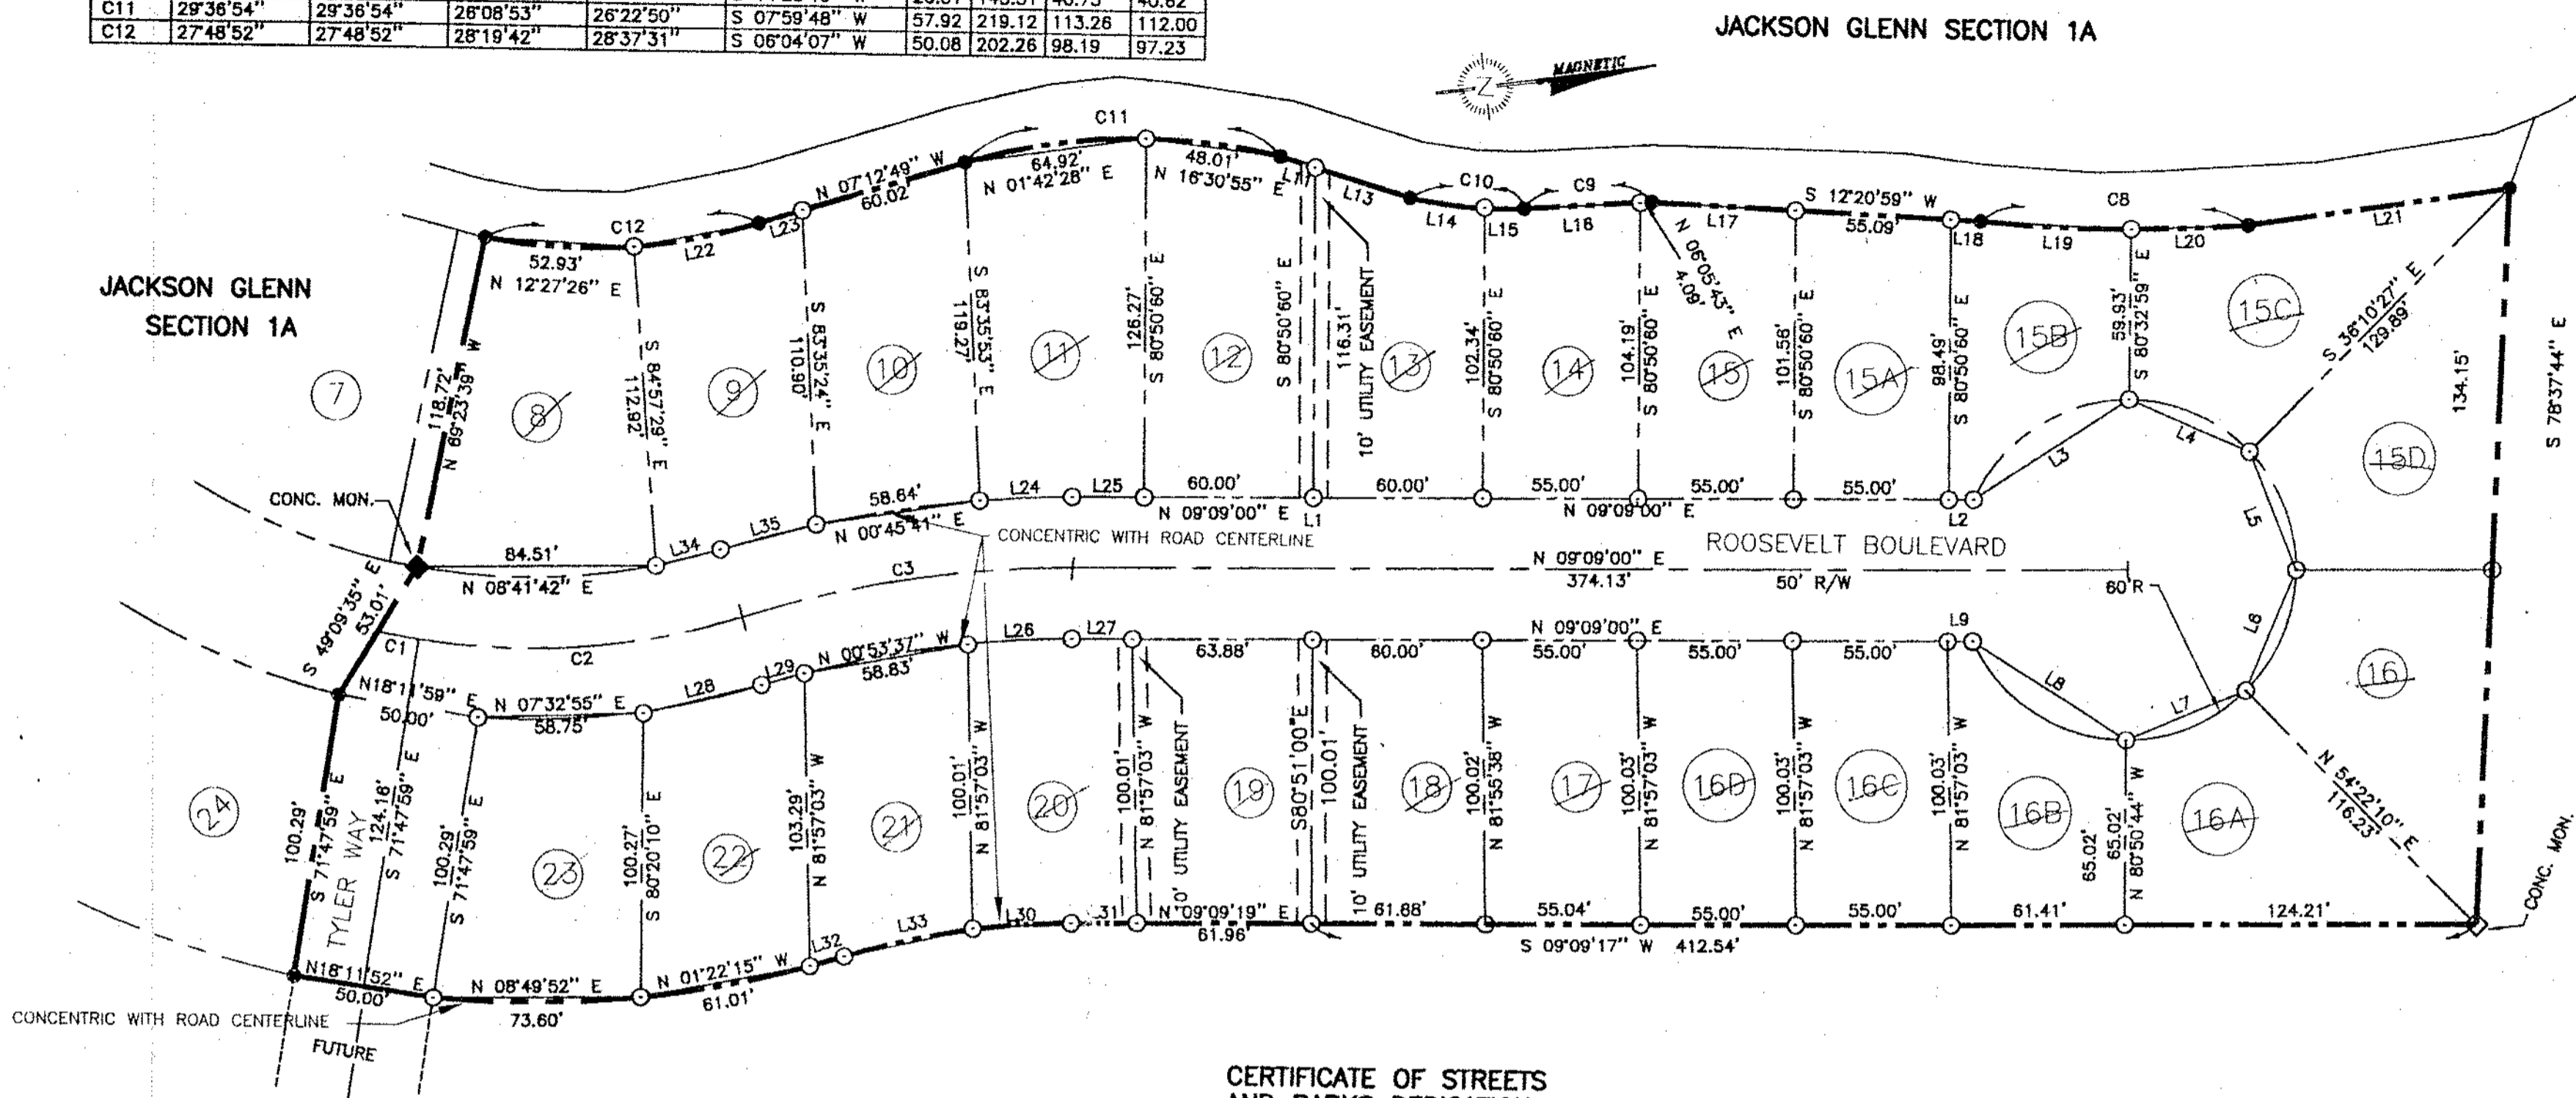 C11 29°36'54" 29°36'54" 26°08'53" 26°22'50" S 07°59'48" W 57.92 219.12 113.26 112.00
C12 27°48'52" 27°48'52" 28°19'42" 28°37'31" S 06°04'07" W 50.08 202.26 98.19 97.23
JACKSON GLENN SECTION 1A
Z
MAGNETIC
C11
64.92'
N 01°42'28" E
48.01'
N 16°30'55" E
N 07°12'49" W
60.02'
L13
C10
L14
L15
C9
L16
N 06°05'43" E
4.09'
L17
S 12°20'59" W
55.09'
L18
C8
L19
L20
L21
C12
52.93'
N 12°27'26" E
L22
L23
JACKSON GLENN
SECTION 1A
118.72'
N 69°23'39" W
S 84°57'29" E
112.92'
S 83°35'24" E
110.90'
S 83°35'53" E
119.27'
126.27'
S 80°50'60" E
S 80°50'60" E
116.31'
10' UTILITY EASEMENT
102.34'
S 80°50'60" E
104.19'
S 80°50'60" E
101.56'
S 80°50'60" E
98.49'
S 80°50'60" E
59.93'
S 80°32'59" E
S 36°10'27" E
129.89'
134.15'
S 78°37'44" E
7
8
9
10
11
12
13
14
15
15A
15B
15C
15D
CONC. MON.
84.51'
N 08°41'42" E
L34
L35
58.64'
N 00°45'41" E
L24
L25
60.00'
N 09°09'00" E
L1
60.00'
55.00'
N 09°09'00" E
55.00'
55.00'
L2
L3
L4
L5
L6
L7
L8
CONCENTRIC WITH ROAD CENTERLINE
ROOSEVELT BOULEVARD
N 09°09'00" E
374.13'
50' R/W
60'R
S 49°09'35" E
53.01'
C1
C2
C3
N18°11'59" E
50.00'
N 07°32'55" E
58.75'
L28
L29
N 00°53'37" W
58.83'
L26
L27
63.88'
60.00'
N 09°09'00" E
55.00'
55.00'
55.00'
L9
100.29'
S 71°47'59" E
TYLER WAY
124.16'
S 71°47'59" E
100.29'
S 71°47'59" E
100.27'
S 80°20'10" E
103.29'
N 81°57'03" W
100.01'
N 81°57'03" W
100.01'
N 81°57'03" W
10' UTILITY EASEMENT
S80°51'00"E
100.01'
10' UTILITY EASEMENT
100.02'
N 81°55'38" W
100.03'
N 81°57'03" W
100.03'
N 81°57'03" W
100.03'
N 81°57'03" W
65.02'
65.02'
N 80°50'44" W
N 54°22'10" E
116.23'
24
23
22
21
20
19
18
17
16D
16C
16B
16A
16
CONC. MON.
N18°11'52" E
50.00'
N 08°49'52" E
73.60'
N 01°22'15" W
61.01'
L32
L33
L30
L31
N 09°09'19" E
61.96
61.88'
55.04'
55.00'
55.00'
61.41'
124.21'
S 09°09'17" W 412.54'
CONCENTRIC WITH ROAD CENTERLINE
FUTURE
CERTIFICATE OF STREETS